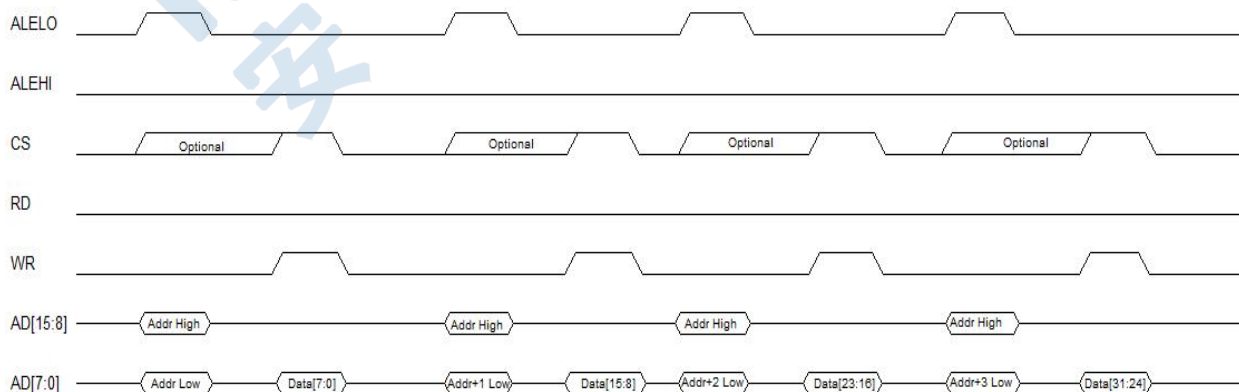 安
ALELO
ALEHI
CS Optional Optional Optional Optional
RD
WR
AD[15:8] Addr High Addr High Addr High Addr High
AD[7:0] Addr Low Data[7:0] Addr+1 Low Data[15:8] Addr+2 Low Data[23:16] Addr+3 Low Data[31:24]